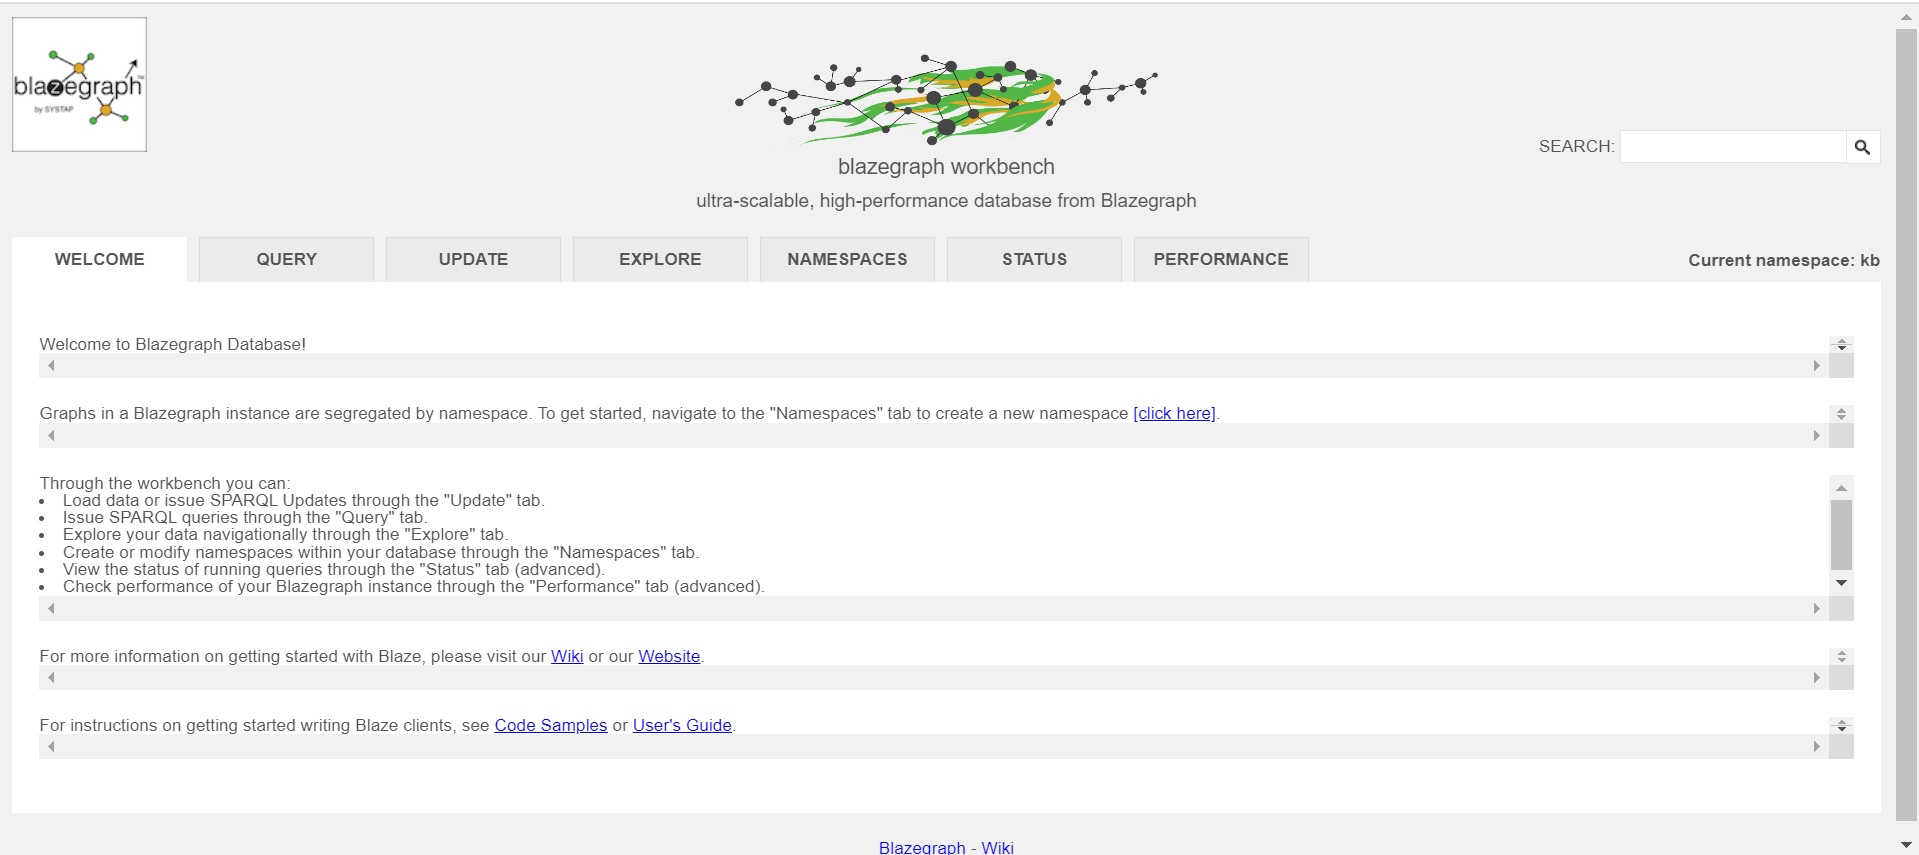 blazegraph™
by SYSTAP
blazegraph workbench
ultra-scalable, high-performance database from Blazegraph
SEARCH:
WELCOME QUERY UPDATE EXPLORE NAMESPACES STATUS PERFORMANCE Current namespace: kb
Welcome to Blazegraph Database!
Graphs in a Blazegraph instance are segregated by namespace. To get started, navigate to the "Namespaces" tab to create a new namespace [click here].
Through the workbench you can:
• Load data or issue SPARQL Updates through the "Update" tab.
• Issue SPARQL queries through the "Query" tab.
• Explore your data navigationally through the "Explore" tab.
• Create or modify namespaces within your database through the "Namespaces" tab.
• View the status of running queries through the "Status" tab (advanced).
• Check performance of your Blazegraph instance through the "Performance" tab (advanced).
For more information on getting started with Blaze, please visit our Wiki or our Website.
For instructions on getting started writing Blaze clients, see Code Samples or User's Guide.
Blazegraph - Wiki